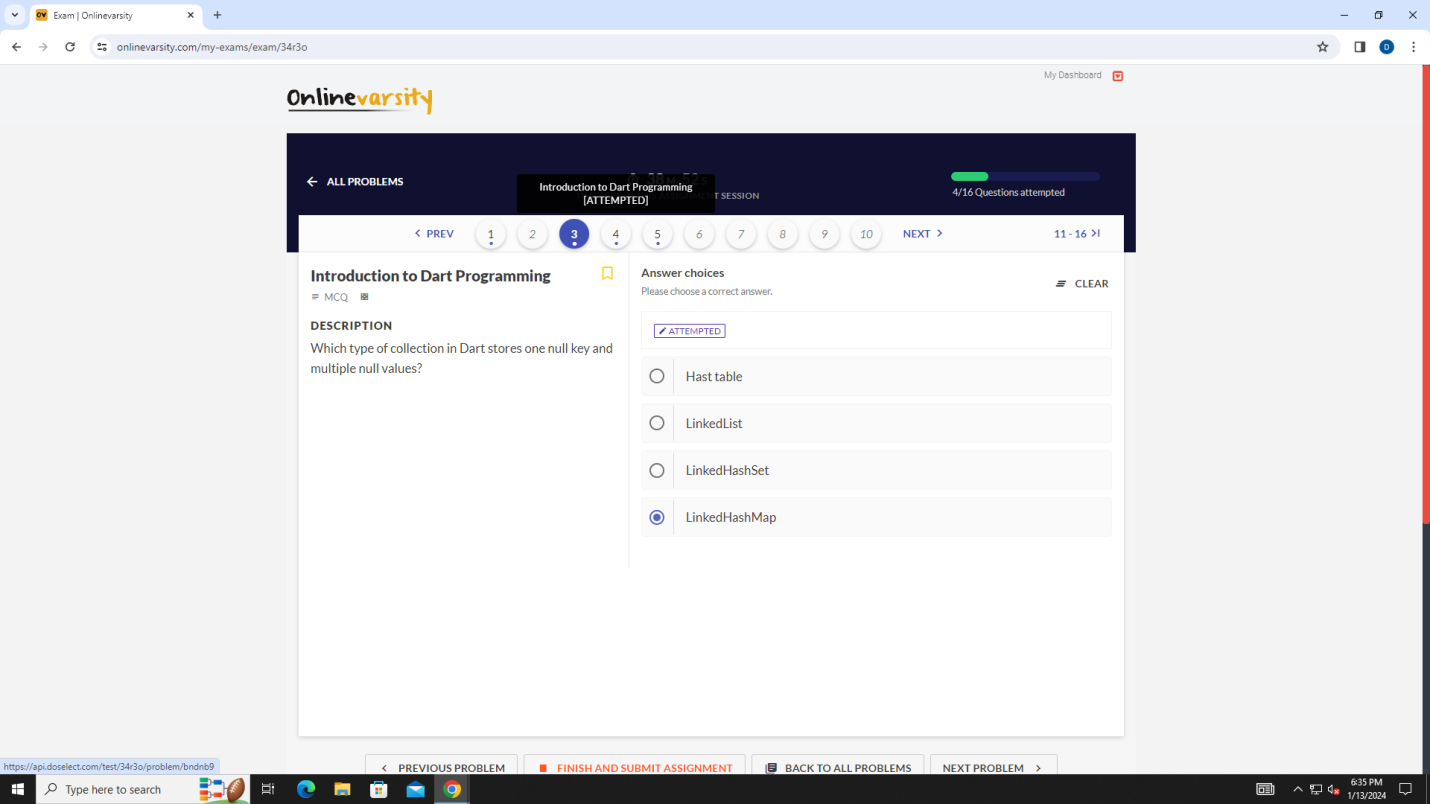 Exam | Onlinevarsity
onlinevarsity.com/my-exams/exam/34r3o
D
My Dashboard
Onlinevarsity
ALL PROBLEMS
Introduction to Dart Programming
[ATTEMPTED]
T SESSION
4/16 Questions attempted
PREV
1
2
3
4
5
6
7
8
9
10
NEXT
11 - 16
Introduction to Dart Programming
MCQ
DESCRIPTION
Which type of collection in Dart stores one null key and
multiple null values?
Answer choices
Please choose a correct answer.
CLEAR
ATTEMPTED
Hast table
LinkedList
LinkedHashSet
LinkedHashMap
PREVIOUS PROBLEM
FINISH AND SUBMIT ASSIGNMENT
BACK TO ALL PROBLEMS
NEXT PROBLEM
https://api.doselect.com/test/34r3o/problem/bndnb9
Type here to search
6:35 PM
1/13/2024